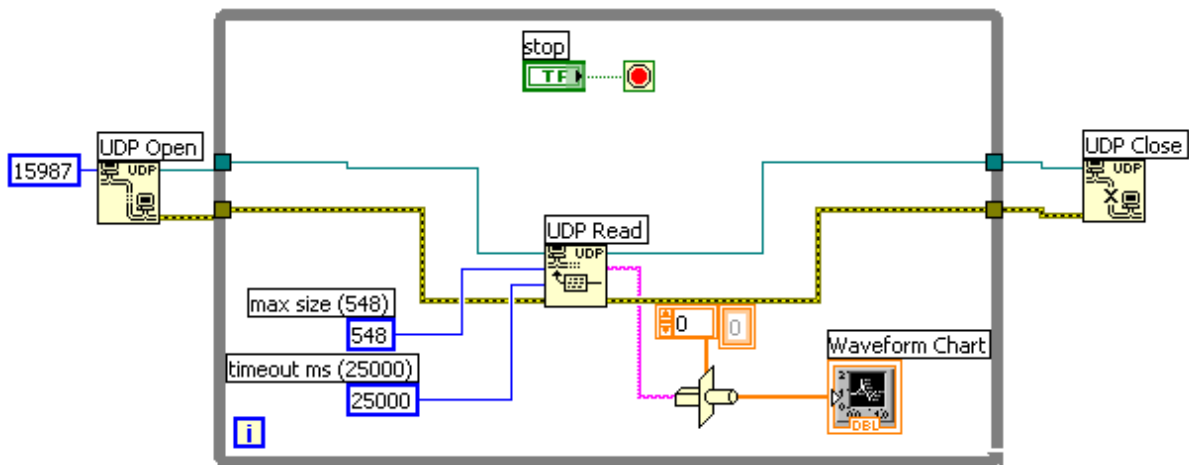 stop
TF
UDP Open
UDP
15987
UDP Close
UDP
UDP Read
UDP
max size (548)
548
timeout ms (25000)
25000
0
0
Waveform Chart
DBL
i